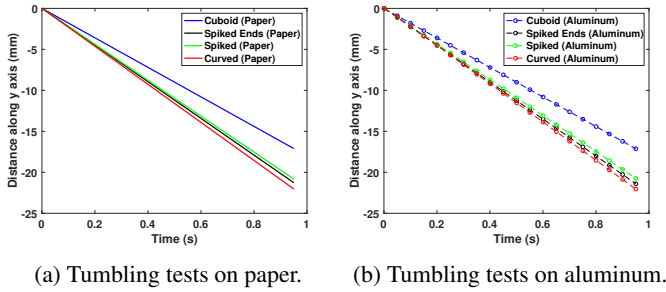 0
-5
-10
-15
-20
-25
Distance along y axis (mm)
0
0.2
0.4
0.6
0.8
1
Time (s)
Cuboid (Paper)
Spiked Ends (Paper)
Spiked (Paper)
Curved (Paper)
(a) Tumbling tests on paper.
0
-5
-10
-15
-20
-25
Distance along y axis (mm)
0
0.2
0.4
0.6
0.8
1
Time (s)
Cuboid (Aluminum)
Spiked Ends (Aluminum)
Spiked (Aluminum)
Curved (Aluminum)
(b) Tumbling tests on aluminum.